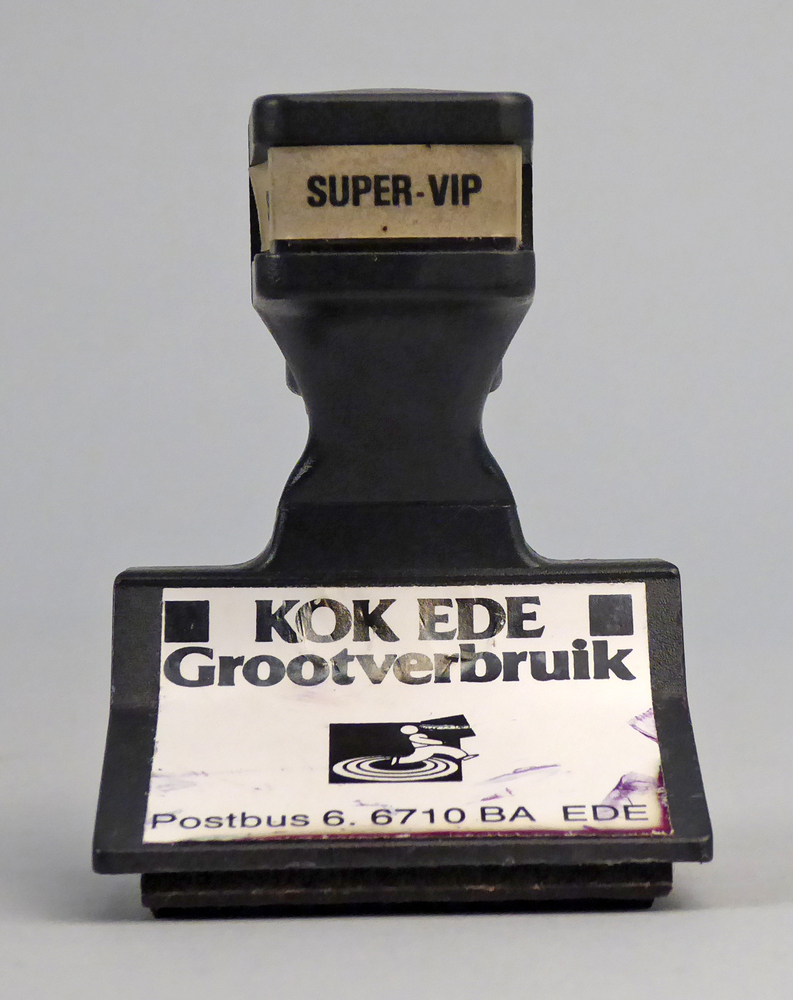 SUPER-VIP
KOK EDE
Grootverbruik
Postbus 6. 6710 BA EDE